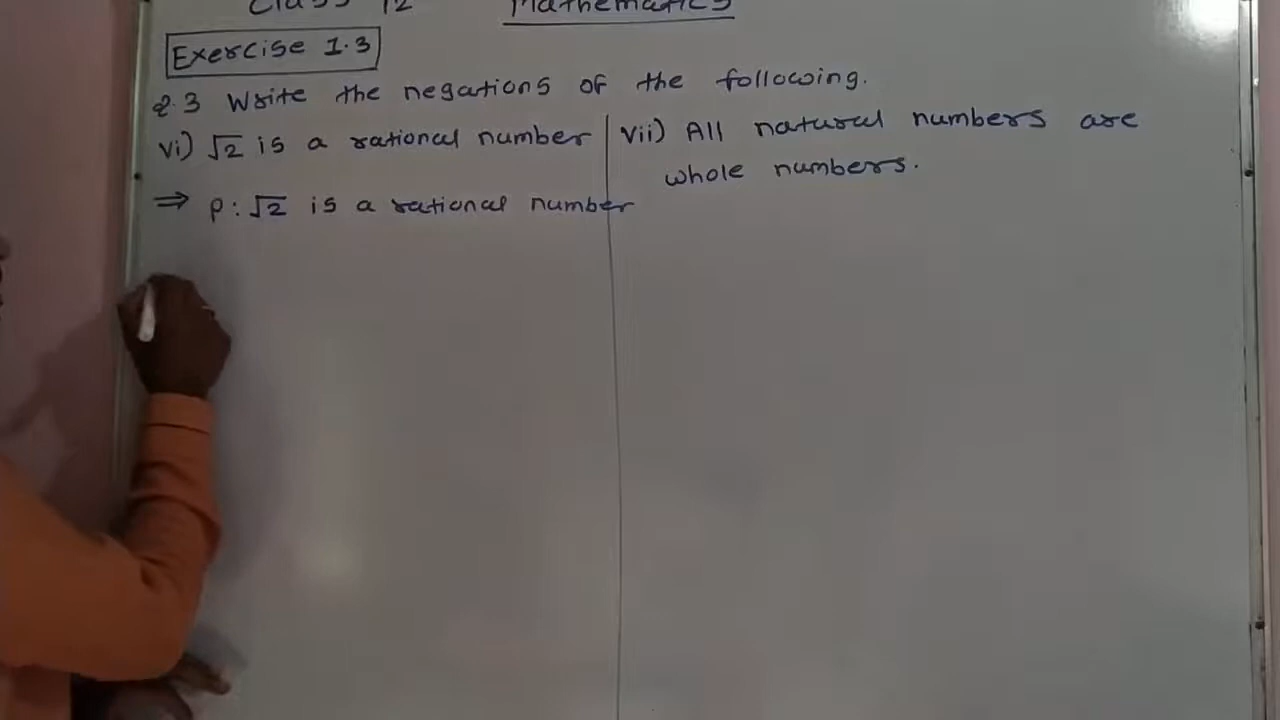 Class 12 Mathematics
Exercise 1.3
Q.3 Write the negations of the following.
vi) √2 is a rational number
⇒ p: √2 is a rational number
vii) All natural numbers are
whole numbers.